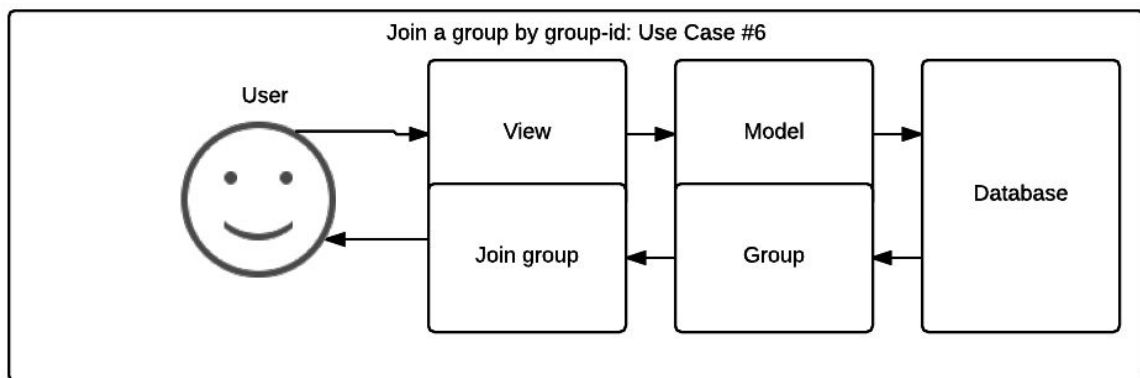 Join a group by group-id: Use Case #6
User
View
Model
Database
Join group
Group